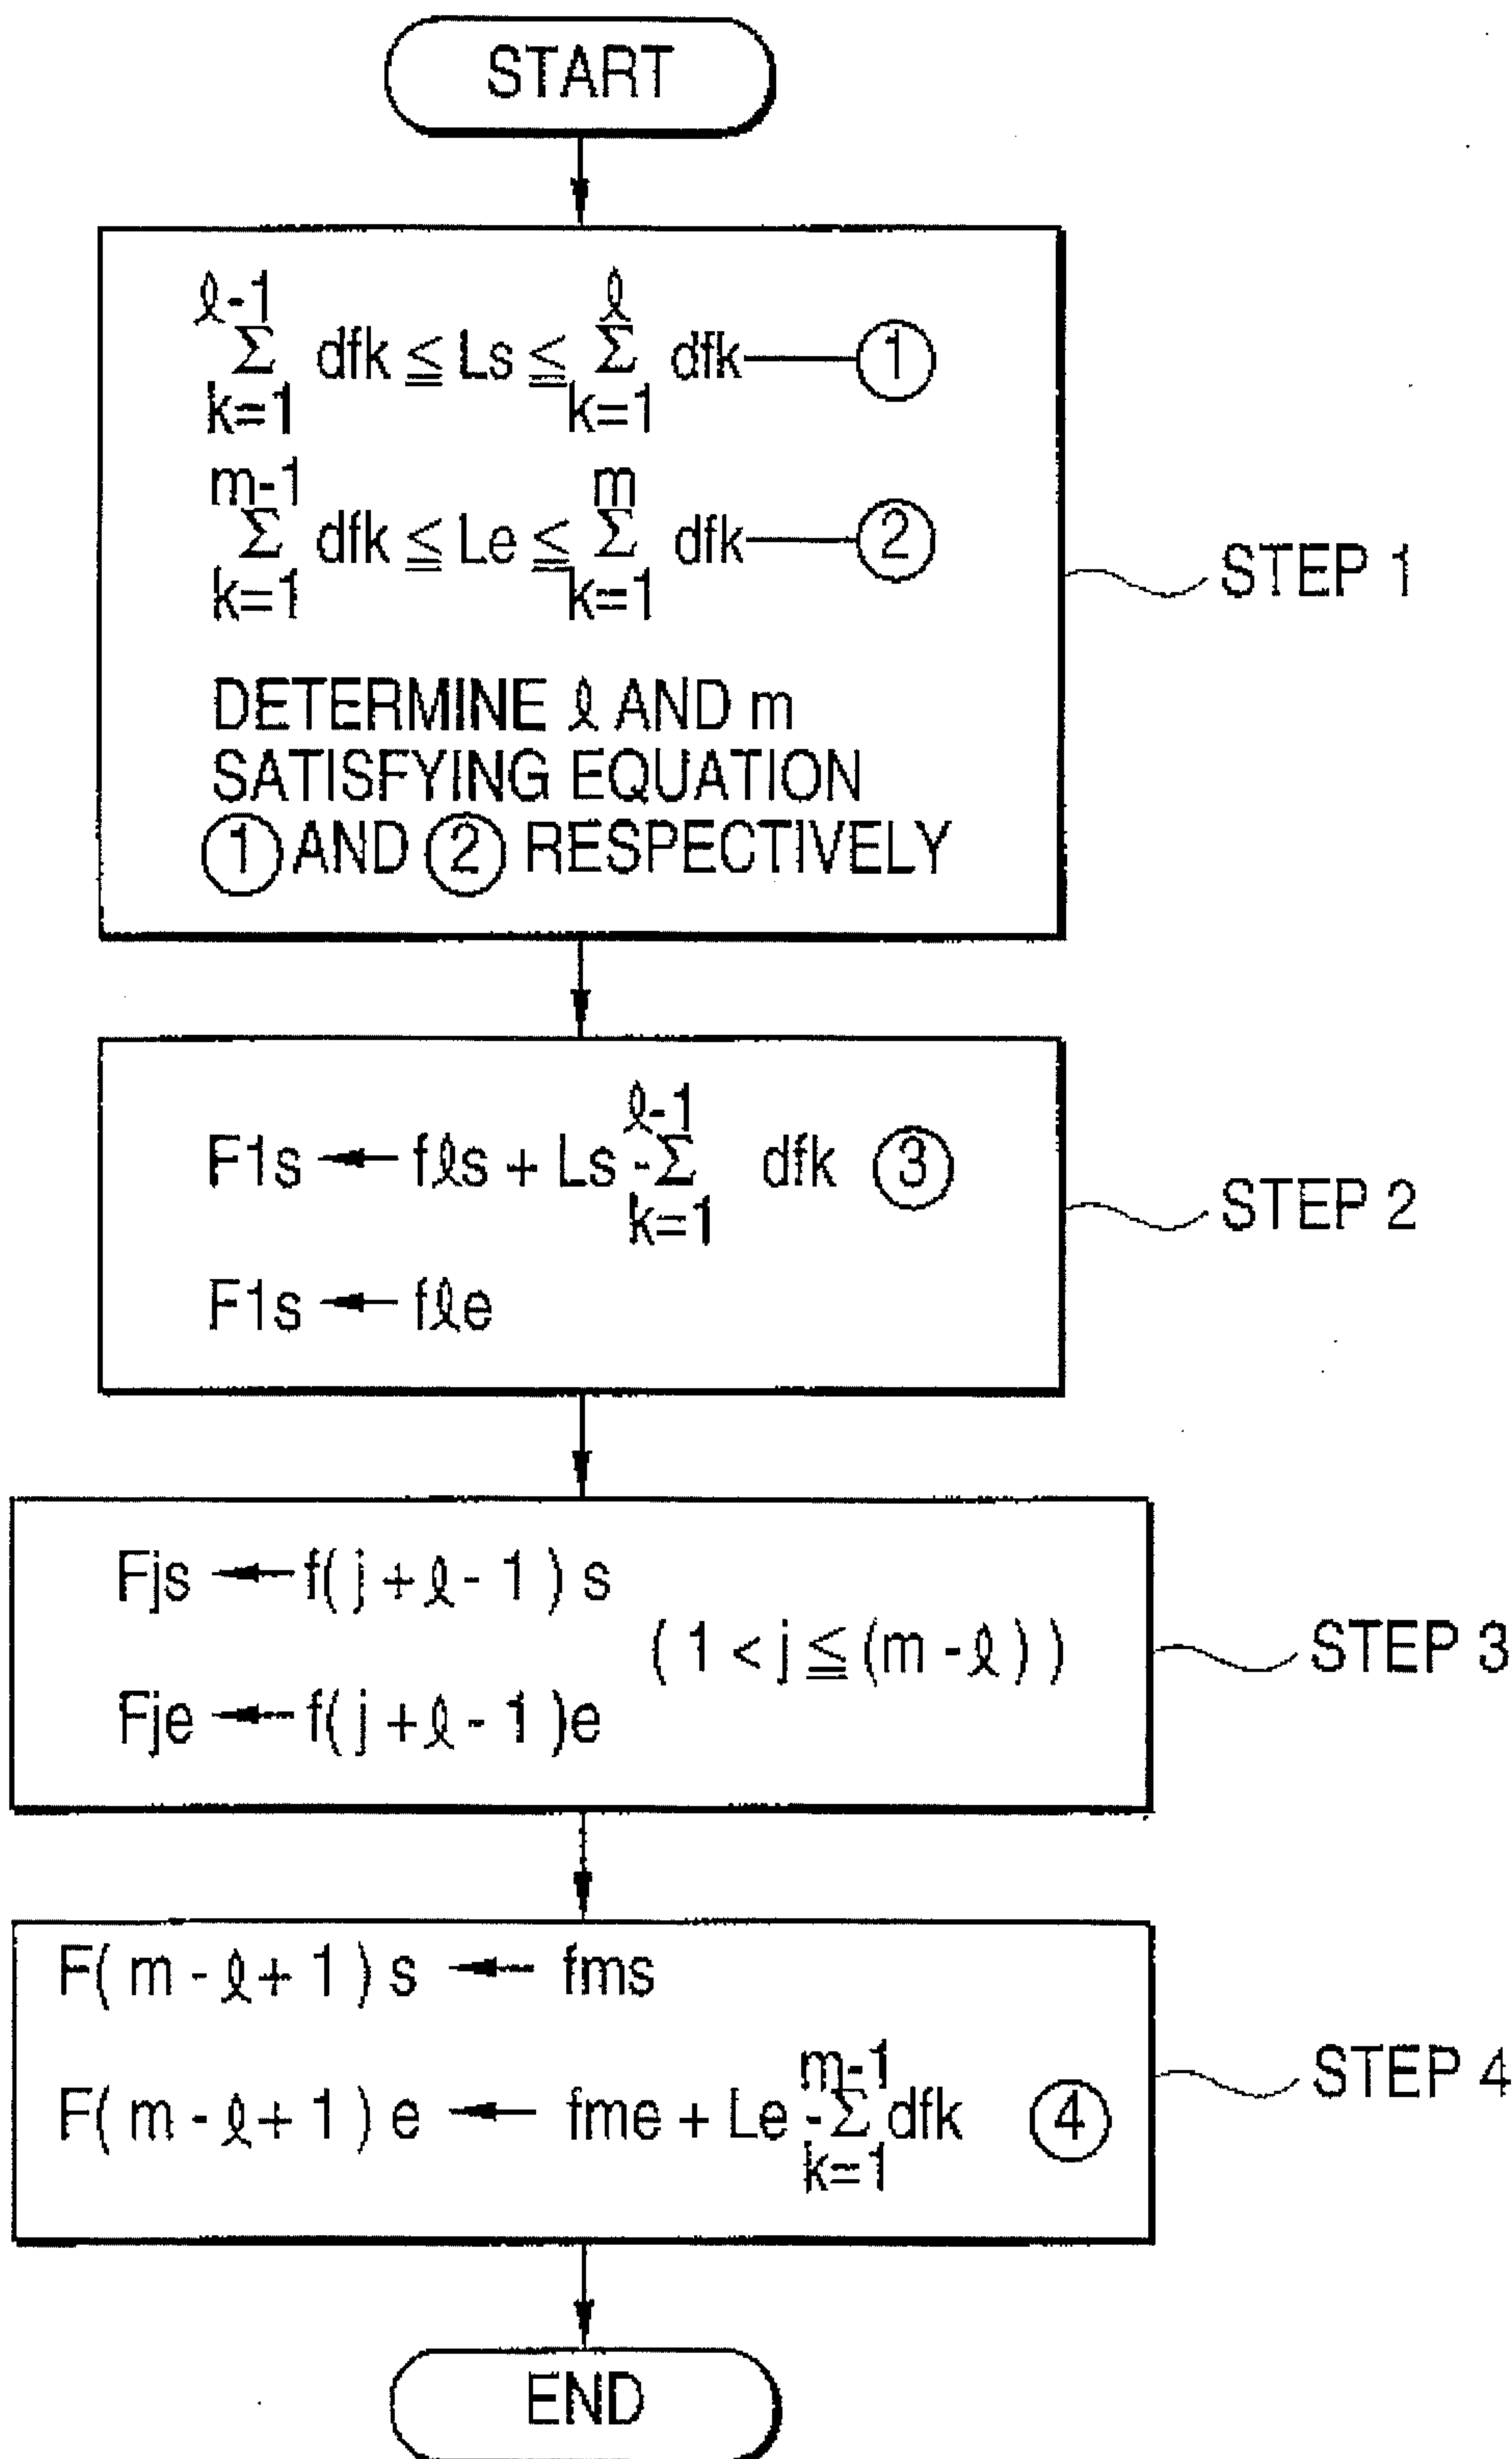 START
ℓ-1 ℓ
Σ dfk ≦ Ls ≦ Σ dfk ①
k=1 k=1
m-1 m
Σ dfk ≦ Le ≦ Σ dfk ②
k=1 k=1
DETERMINE ℓ AND m
SATISFYING EQUATION
① AND ② RESPECTIVELY
STEP 1
ℓ-1
F1s ← fℓs + Ls -Σ dfk ③
k=1
F1s ← fℓe
STEP 2
Fjs ← f( j + ℓ - 1 ) s
( 1 < j ≦ (m - ℓ ) )
Fje ← f( j + ℓ - 1 )e
STEP 3
F( m - ℓ + 1 ) s ← fms
m-1
F( m - ℓ + 1 ) e ← fme + Le -Σ dfk ④
k=1
STEP 4
END